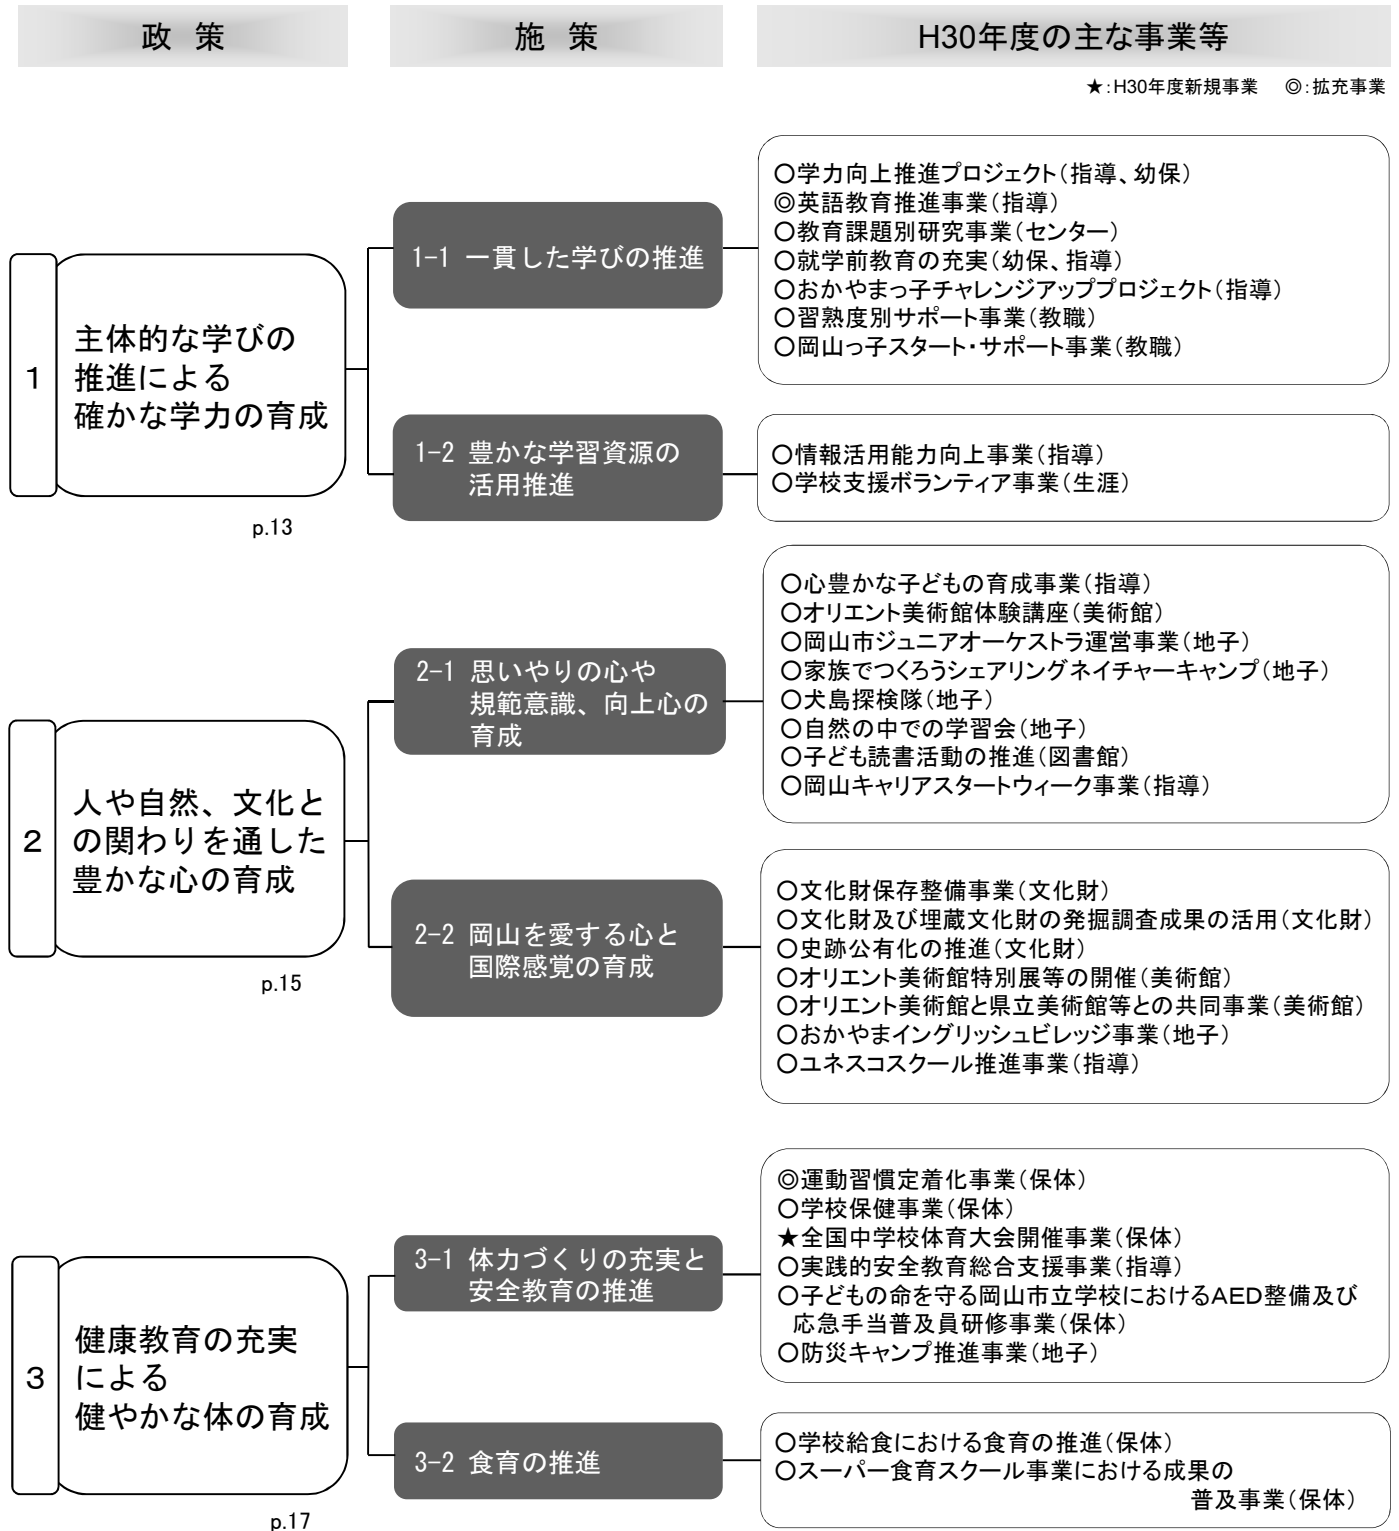 政 策
施 策
H30年度の主な事業等
★:H30年度新規事業 ◎:拡充事業
1
主体的な学びの
推進による
確かな学力の育成
p.13
1-1 一貫した学びの推進
○学力向上推進プロジェクト(指導、幼保)
◎英語教育推進事業(指導)
○教育課題別研究事業(センター)
○就学前教育の充実(幼保、指導)
○おかやまっ子チャレンジアッププロジェクト(指導)
○習熟度別サポート事業(教職)
○岡山っ子スタート・サポート事業(教職)
1-2 豊かな学習資源の
活用推進
○情報活用能力向上事業(指導)
○学校支援ボランティア事業(生涯)
2
人や自然、文化と
の関わりを通した
豊かな心の育成
p.15
2-1 思いやりの心や
規範意識、向上心の
育成
○心豊かな子どもの育成事業(指導)
○オリエント美術館体験講座(美術館)
○岡山市ジュニアオーケストラ運営事業(地子)
○家族でつくろうシェアリングネイチャーキャンプ(地子)
○犬島探検隊(地子)
○自然の中での学習会(地子)
○子ども読書活動の推進(図書館)
○岡山キャリアスタートウィーク事業(指導)
2-2 岡山を愛する心と
国際感覚の育成
○文化財保存整備事業(文化財)
○文化財及び埋蔵文化財の発掘調査成果の活用(文化財)
○史跡公有化の推進(文化財)
○オリエント美術館特別展等の開催(美術館)
○オリエント美術館と県立美術館等との共同事業(美術館)
○おかやまイングリッシュビレッジ事業(地子)
○ユネスコスクール推進事業(指導)
3
健康教育の充実
による
健やかな体の育成
p.17
3-1 体力づくりの充実と
安全教育の推進
◎運動習慣定着化事業(保体)
○学校保健事業(保体)
★全国中学校体育大会開催事業(保体)
○実践的安全教育総合支援事業(指導)
○子どもの命を守る岡山市立学校におけるAED整備及び
応急手当普及員研修事業(保体)
○防災キャンプ推進事業(地子)
3-2 食育の推進
○学校給食における食育の推進(保体)
○スーパー食育スクール事業における成果の
普及事業(保体)